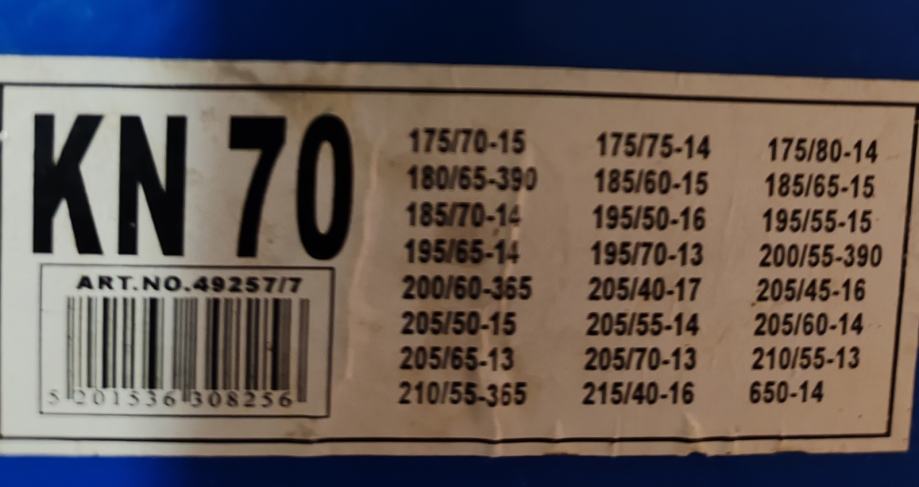 KN 70
ART.NO.49257/7
5 201536 308256
175/70-15 175/75-14 175/80-14
180/65-390 185/60-15 185/65-15
185/70-14 195/50-16 195/55-15
195/65-14 195/70-13 200/55-390
200/60-365 205/40-17 205/45-16
205/50-15 205/55-14 205/60-14
205/65-13 205/70-13 210/55-13
210/55-365 215/40-16 650-14